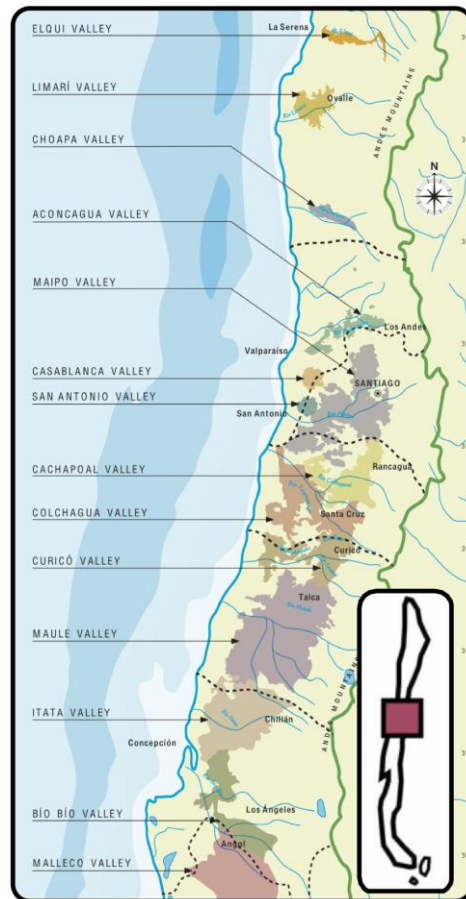 ELQUI VALLEY
La Serena
LIMARÍ VALLEY
Ovalle
CHOAPA VALLEY
ANDES MOUNTAINS
N
ACONCAGUA VALLEY
MAIPO VALLEY
Los Andes
Valparaíso
CASABLANCA VALLEY
SANTIAGO
SAN ANTONIO VALLEY
San Antonio
CACHAPOAL VALLEY
Rancagua
COLCHAGUA VALLEY
Santa Cruz
CURICÓ VALLEY
Curicó
Talca
MAULE VALLEY
ANDES MOUNTAINS
ITATA VALLEY
Chillán
Concepción
Los Ángeles
BÍO BÍO VALLEY
Angol
MALLECO VALLEY